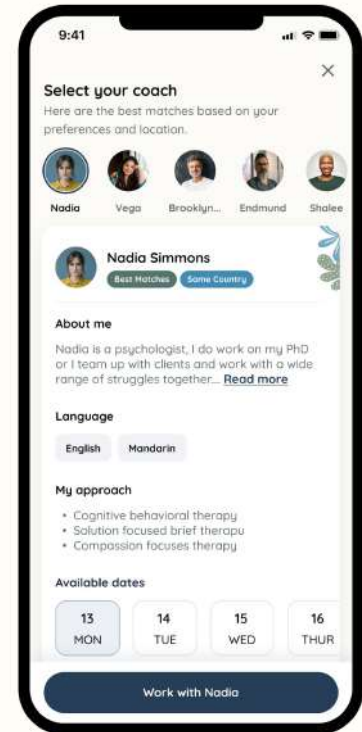 9:41
Select your coach
Here are the best matches based on your
preferences and location.
Nadia
Vega
Brooklyn...
Endmund
Shalee
Nadia Simmons
Best Matches
Same Country
About me
Nadia is a psychologist, I do work on my PhD
or I team up with clients and work with a wide
range of struggles together... Read more
Language
English
Mandarin
My approach
• Cognitive behavioral therapy
• Solution focused brief therapu
• Compassion focuses therapy
Available dates
13
MON
14
TUE
15
WED
16
THUR
Work with Nadia